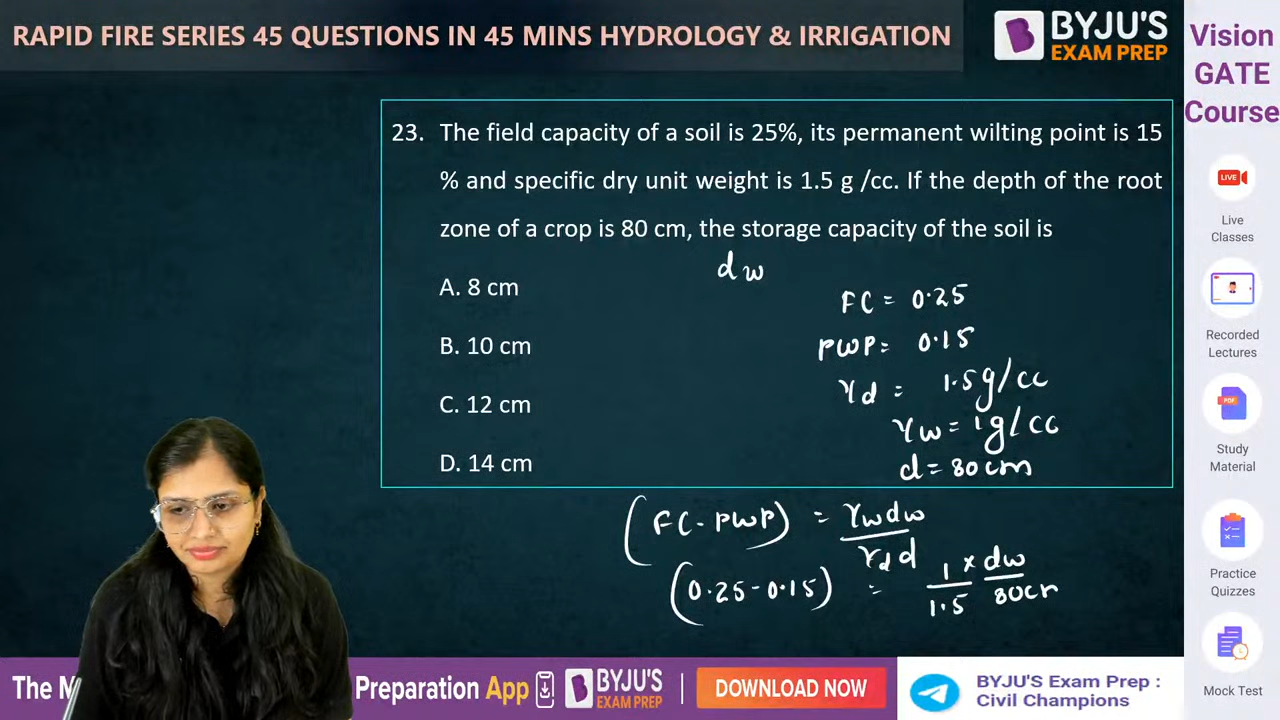 RAPID FIRE SERIES 45 QUESTIONS IN 45 MINS HYDROLOGY & IRRIGATION
BYJU'S
EXAM PREP
Vision
GATE
Course
23. The field capacity of a soil is 25%, its permanent wilting point is 15
% and specific dry unit weight is 1.5 g /cc. If the depth of the root
zone of a crop is 80 cm, the storage capacity of the soil is
dw
A. 8 cm
B. 10 cm
C. 12 cm
D. 14 cm
FC = 0.25
PWP = 0.15
γd = 1.5g/cc
γw = 1g/cc
d = 80cm
(FC - PWP) = γwdw / γd d
(0.25-0.15) = 1/1.5 × dw/80cm
LIVE
Live
Classes
Recorded
Lectures
PDF
Study
Material
Practice
Quizzes
Mock Test
The
Preparation App
BYJU'S
EXAM PREP
DOWNLOAD NOW
BYJU'S Exam Prep :
Civil Champions